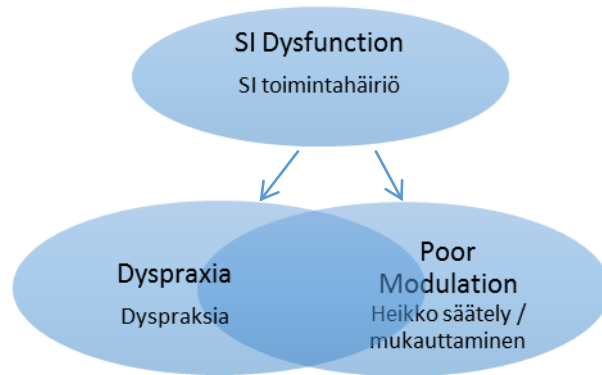 SI Dysfunction
SI toimintahäiriö
Dyspraxia
Dyspraksia
Poor
Modulation
Heikko säätely /
mukauttaminen